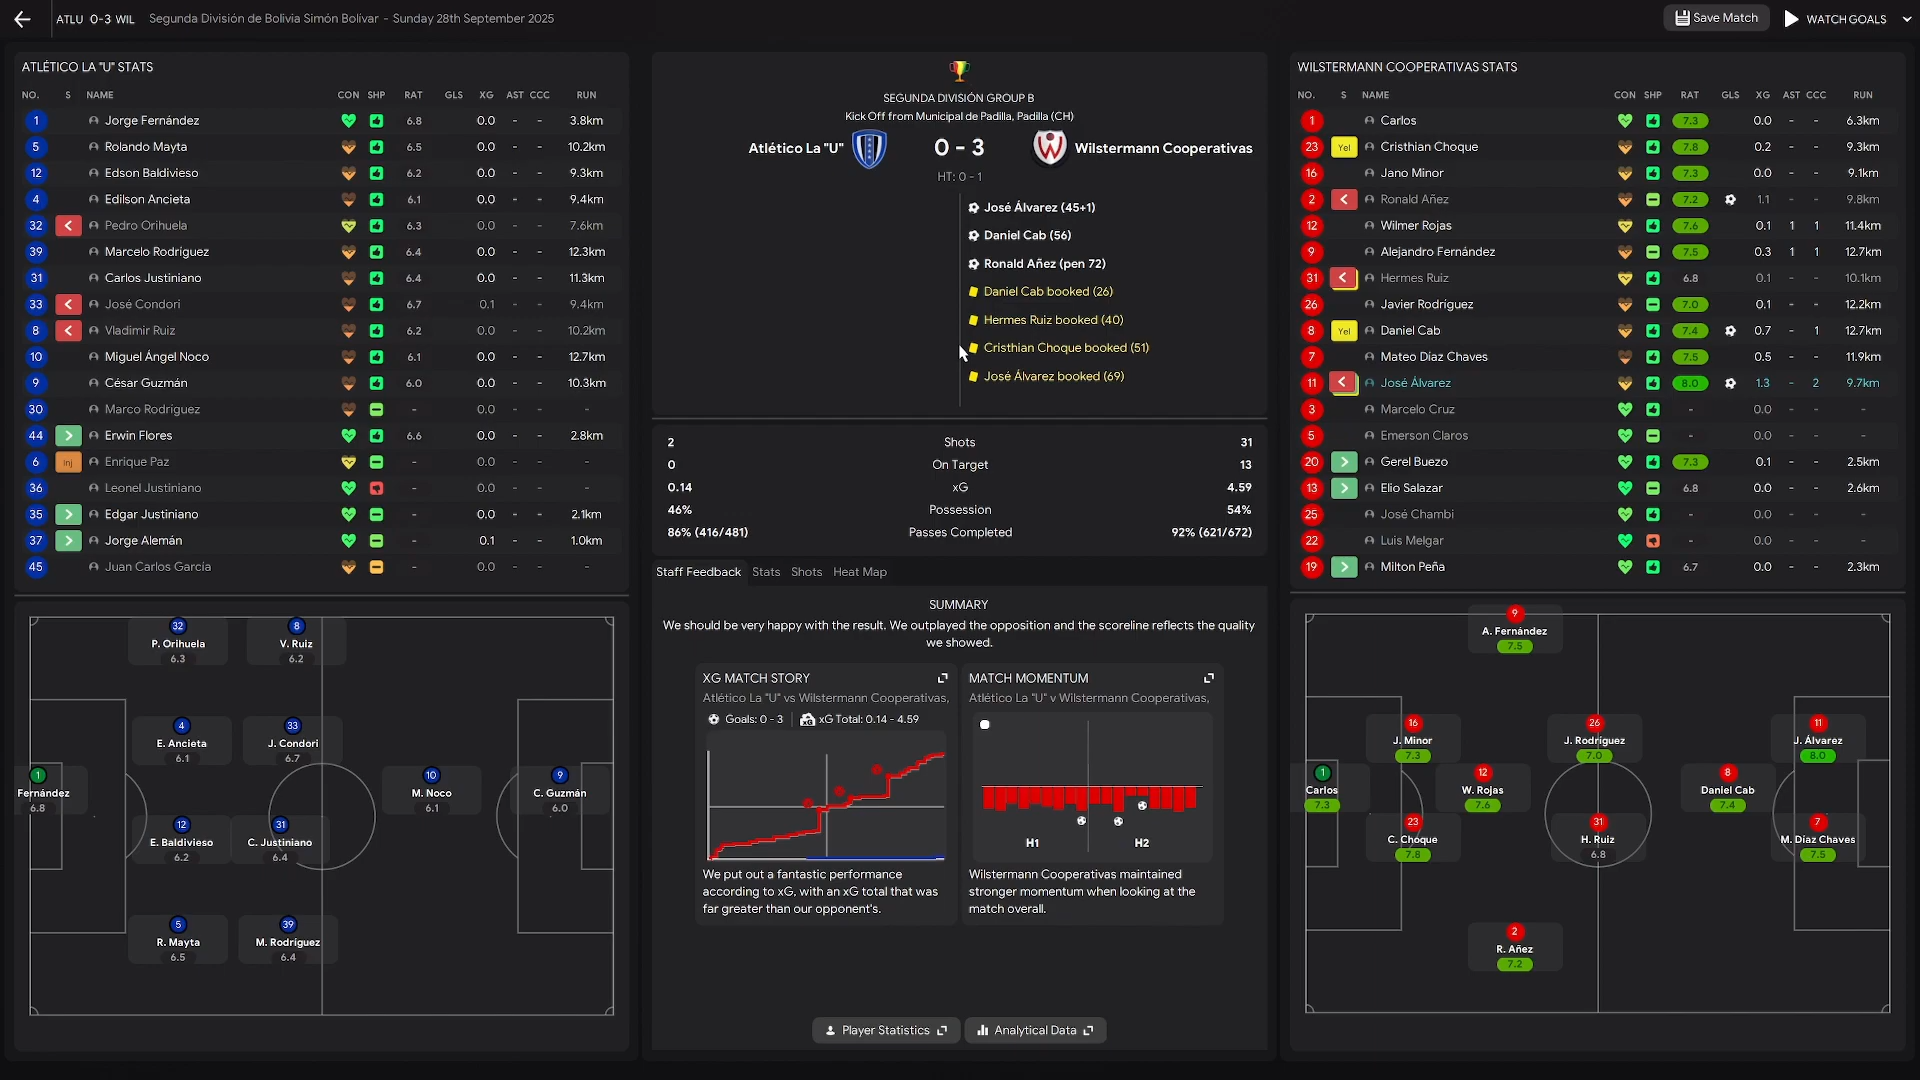 ATLU 0-3 WIL Segunda División de Bolivia Simón Bolívar - Sunday 28th September 2025
Save Match
WATCH GOALS
ATLÉTICO LA "U" STATS
NO. S NAME CON SHP RAT GLS XG AST CCC RUN
1 Jorge Fernández 6.8 0.0 - - 3.8km
5 Rolando Mayta 6.5 0.0 - - 10.2km
12 Edson Baldivieso 6.2 0.0 - - 9.3km
4 Edilson Ancieta 6.1 0.0 - - 9.4km
32 Pedro Orihuela 6.3 0.0 - - 7.6km
39 Marcelo Rodríguez 6.4 0.0 - - 12.3km
31 Carlos Justiniano 6.4 0.0 - - 11.3km
33 José Condori 6.7 0.1 - - 9.4km
8 Vladimir Ruiz 6.2 0.0 - - 10.2km
10 Miguel Ángel Noco 6.1 0.0 - - 12.7km
9 César Guzmán 6.0 0.0 - - 10.3km
30 Marco Rodríguez - 0.0 - - -
44 Erwin Flores 6.6 0.0 - - 2.8km
6 Inj Enrique Paz - 0.0 - - -
36 Leonel Justiniano - 0.0 - - -
35 Edgar Justiniano - 0.0 - - 2.1km
37 Jorge Alemán - 0.1 - - 1.0km
45 Juan Carlos García - 0.0 - - -
32
P. Orihuela
6.3
8
V. Ruiz
6.2
4
E. Ancieta
6.1
33
J. Condori
6.7
1
Fernández
6.8
10
M. Noco
6.1
9
C. Guzmán
6.0
12
E. Baldivieso
6.2
31
C. Justiniano
6.4
5
R. Mayta
6.5
39
M. Rodríguez
6.4
SEGUNDA DIVISIÓN GROUP B
Kick Off from Municipal de Padilla, Padilla (CH)
Atlético La "U" 0 - 3 Wilstermann Cooperativas
HT: 0 - 1
José Álvarez (45+1)
Daniel Cab (56)
Ronald Añez (pen 72)
Daniel Cab booked (26)
Hermes Ruiz booked (40)
Cristhian Choque booked (51)
José Álvarez booked (69)
2 Shots 31
0 On Target 13
0.14 xG 4.59
46% Possession 54%
86% (416/481) Passes Completed 92% (621/672)
Staff Feedback Stats Shots Heat Map
SUMMARY
We should be very happy with the result. We outplayed the opposition and the scoreline reflects the quality
we showed.
XG MATCH STORY
Atlético La "U" vs Wilstermann Cooperativas,
Goals: 0 - 3 xG Total: 0.14 - 4.59
We put out a fantastic performance
according to xG, with an xG total that was
far greater than our opponent's.
MATCH MOMENTUM
Atlético La "U" v Wilstermann Cooperativas,
H1 H2
Wilstermann Cooperativas maintained
stronger momentum when looking at the
match overall.
Player Statistics
Analytical Data
WILSTERMANN COOPERATIVAS STATS
NO. S NAME CON SHP RAT GLS XG AST CCC RUN
1 Carlos 7.3 0.0 - - 6.3km
23 Yel Cristhian Choque 7.8 0.2 - - 9.3km
16 Jano Minor 7.3 0.0 - - 9.1km
2 Ronald Añez 7.2 1.1 - - 9.8km
12 Wilmer Rojas 7.6 0.1 1 1 11.4km
9 Alejandro Fernández 7.5 0.3 1 1 12.7km
31 Hermes Ruiz 6.8 0.1 - - 10.1km
26 Javier Rodríguez 7.0 0.1 - - 12.2km
8 Yel Daniel Cab 7.4 0.7 - 1 12.7km
7 Mateo Diaz Chaves 7.5 0.5 - - 11.9km
11 José Álvarez 8.0 1.3 - 2 9.7km
3 Marcelo Cruz - 0.0 - - -
5 Emerson Claros - 0.0 - - -
20 Gerel Buezo 7.3 0.1 - - 2.5km
13 Elio Salazar 6.8 0.0 - - 2.6km
25 José Chambi - 0.0 - - -
22 Luis Melgar - 0.0 - - -
19 Milton Peña 6.7 0.0 - - 2.3km
9
A. Fernández
7.5
16
J. Minor
7.3
26
J. Rodríguez
7.0
11
J. Álvarez
8.0
1
Carlos
7.3
12
W. Rojas
7.6
8
Daniel Cab
7.4
23
C. Choque
7.8
31
H. Ruiz
6.8
7
M. Diaz Chaves
7.5
2
R. Añez
7.2